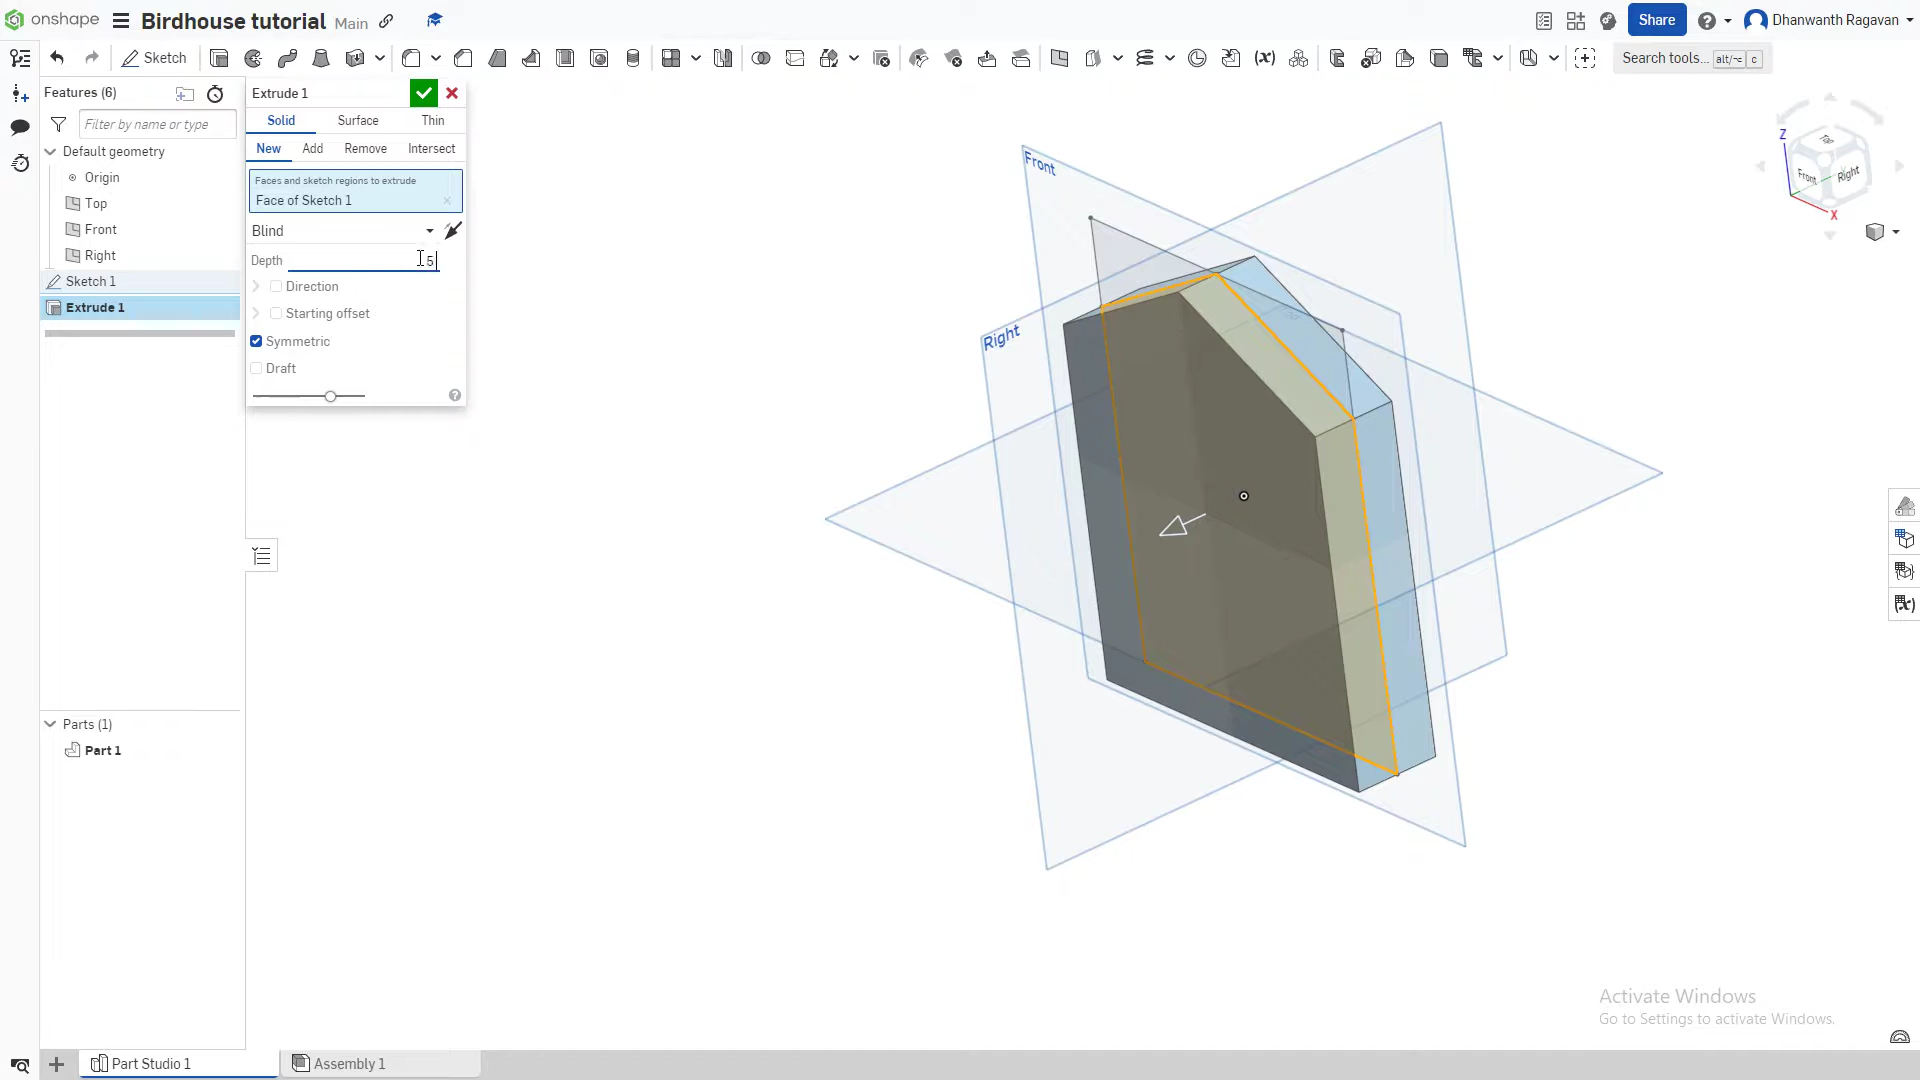 onshape
Birdhouse tutorial Main
Share
Dhanwanth Ragavan
Sketch
Search tools... alt/⌥ c
Features (6)
Filter by name or type
Default geometry
Origin
Top
Front
Right
Sketch 1
Extrude 1
Extrude 1
Solid Surface Thin
New Add Remove Intersect
Faces and sketch regions to extrude
Face of Sketch 1
Blind
Depth 5
Direction
Starting offset
Symmetric
Draft
Front
Right
Z
Top
Front
Right
X
Parts (1)
Part 1
Activate Windows
Go to Settings to activate Windows.
Part Studio 1
Assembly 1